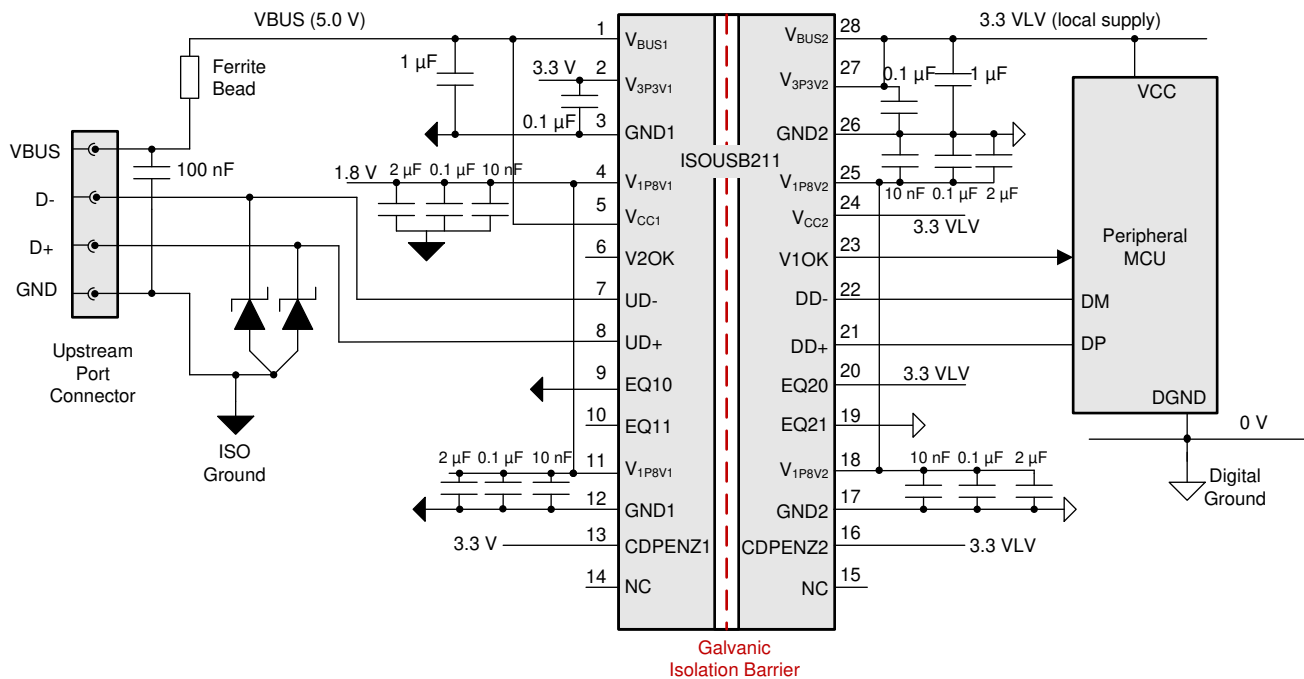 VBUS (5.0 V)
3.3 VLV (local supply)
Ferrite
Bead
VBUS
D-
D+
GND
100 nF
Upstream
Port
Connector
ISO
Ground
1 µF
3.3 V
0.1 µF
1.8 V
2 µF 0.1 µF 10 nF
2 µF 0.1 µF 10 nF
3.3 V
1 VBUS1
2 V3P3V1
3 GND1
4 V1P8V1
5 VCC1
6 V2OK
7 UD-
8 UD+
9 EQ10
10 EQ11
11 V1P8V1
12 GND1
13 CDPENZ1
14 NC
ISOUSB211
Galvanic
Isolation Barrier
VBUS2 28
V3P3V2 27
GND2 26
V1P8V2 25
VCC2 24
V1OK 23
DD- 22
DD+ 21
EQ20 20
EQ21 19
V1P8V2 18
GND2 17
CDPENZ2 16
NC 15
0.1 µF 1 µF
10 nF 0.1 µF 2 µF
3.3 VLV
3.3 VLV
10 nF 0.1 µF 2 µF
3.3 VLV
VCC
Peripheral
MCU
DM
DP
DGND
0 V
Digital
Ground